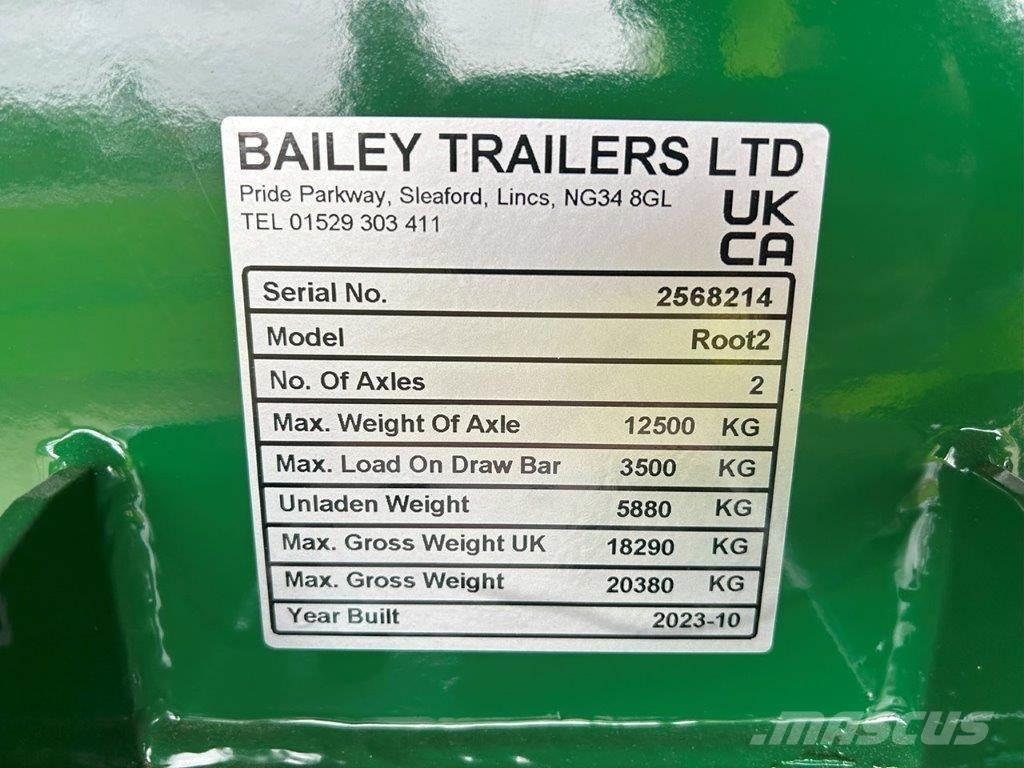 BAILEY TRAILERS LTD
Pride Parkway, Sleaford, Lincs, NG34 8GL
TEL 01529 303 411
UK
CA
Serial No. 2568214
Model Root2
No. Of Axles 2
Max. Weight Of Axle 12500 KG
Max. Load On Draw Bar 3500 KG
Unladen Weight 5880 KG
Max. Gross Weight UK 18290 KG
Max. Gross Weight 20380 KG
Year Built 2023-10
MASCUS